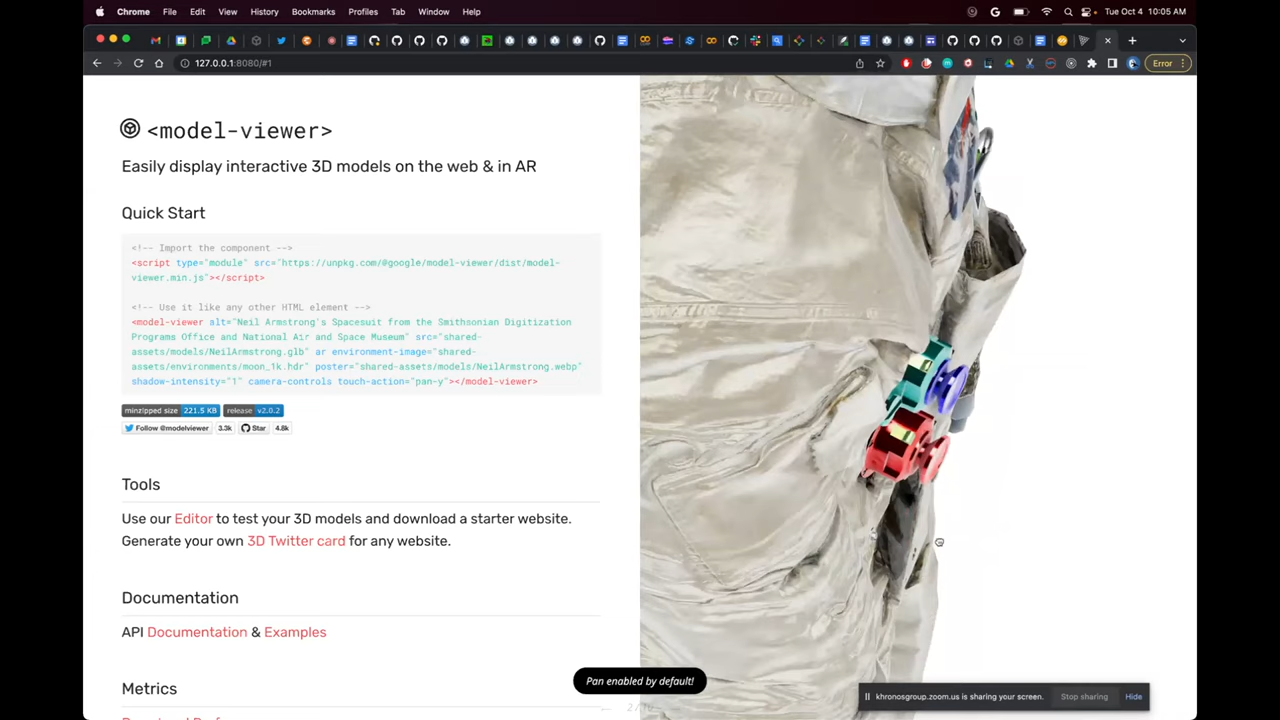 Chrome File Edit View History Bookmarks Profiles Tab Window Help Tue Oct 4 10:05 AM
127.0.0.1:8080/#1 Error
<model-viewer>
Easily display interactive 3D models on the web & in AR
Quick Start
<!-- Import the component -->
<script type="module" src="https://unpkg.com/@google/model-viewer/dist/model-
viewer.min.js"></script>
<!-- Use it like any other HTML element -->
<model-viewer alt="Neil Armstrong's Spacesuit from the Smithsonian Digitization
Programs Office and National Air and Space Museum" src="shared-
assets/models/NeilArmstrong.glb" ar environment-image="shared-
assets/environments/moon_1k.hdr" poster="shared-assets/models/NeilArmstrong.webp"
shadow-intensity="1" camera-controls touch-action="pan-y"></model-viewer>
minzipped size 221.5 KB release v2.0.2
Follow @modelviewer 3.3k Star 4.8k
Tools
Use our Editor to test your 3D models and download a starter website.
Generate your own 3D Twitter card for any website.
Documentation
API Documentation & Examples
Metrics
Pan enabled by default!
khronosgroup.zoom.us is sharing your screen. Stop sharing Hide